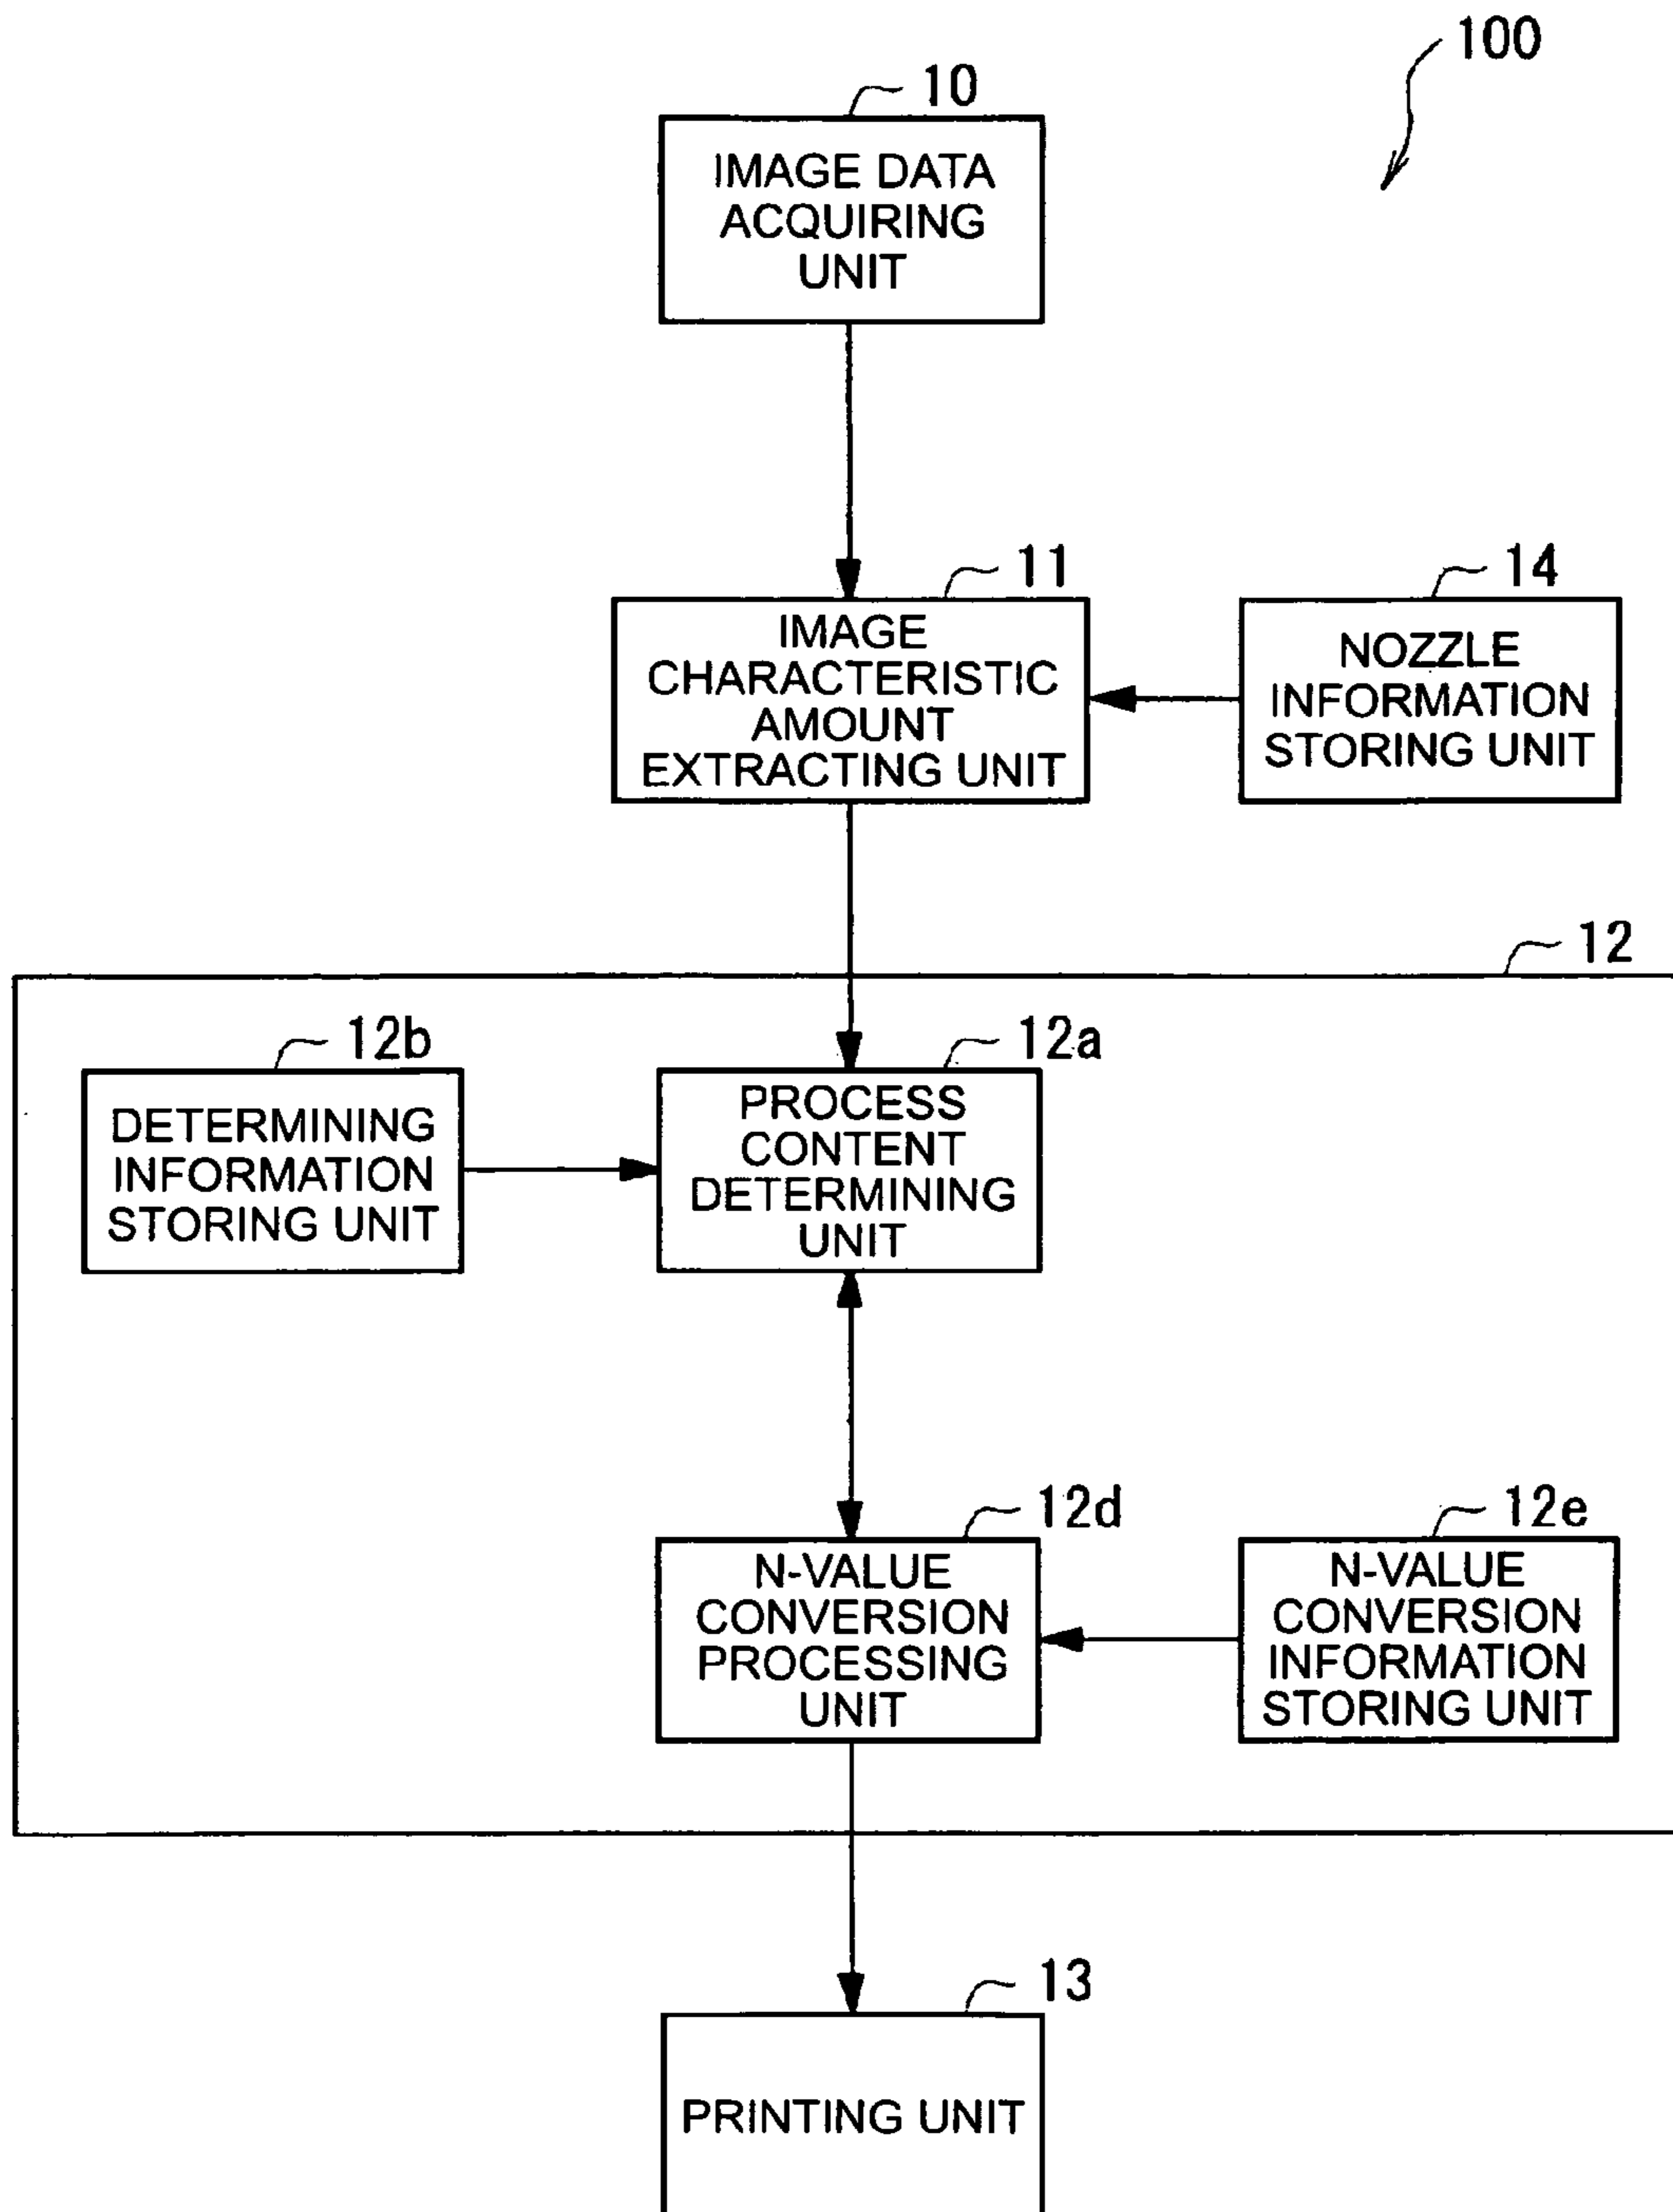 100
10
IMAGE DATA
ACQUIRING
UNIT
11
IMAGE
CHARACTERISTIC
AMOUNT
EXTRACTING UNIT
14
NOZZLE
INFORMATION
STORING UNIT
12
12b
DETERMINING
INFORMATION
STORING UNIT
12a
PROCESS
CONTENT
DETERMINING
UNIT
12d
N-VALUE
CONVERSION
PROCESSING
UNIT
12e
N-VALUE
CONVERSION
INFORMATION
STORING UNIT
13
PRINTING UNIT